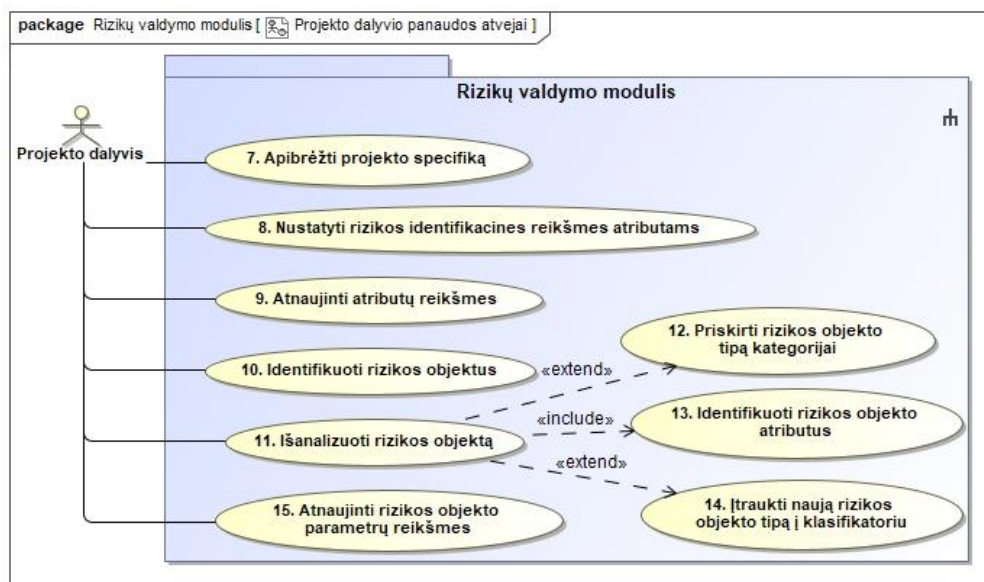 package Rizikų valdymo modulis [ Projekto dalyvio panaudos atvejai ]
Rizikų valdymo modulis
Projekto dalyvis
7. Apibrėžti projekto specifiką
8. Nustatyti rizikos identifikacines reikšmes atributams
9. Atnaujinti atributų reikšmes
12. Priskirti rizikos objekto
tipą kategorijai
10. Identifikuoti rizikos objektus
«extend»
13. Identifikuoti rizikos objekto
atributus
«include»
11. Išanalizuoti rizikos objektą
«extend»
14. Įtraukti naują rizikos
objekto tipą į klasifikatoriu
15. Atnaujinti rizikos objekto
parametrų reikšmes